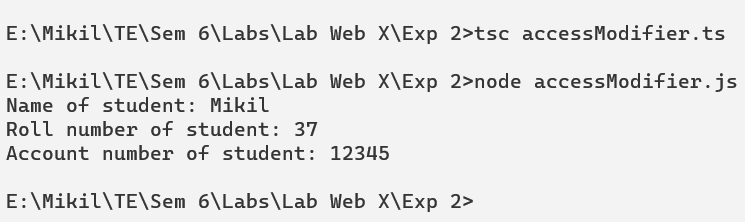 E:\Mikil\TE\Sem 6\Labs\Lab Web X\Exp 2>tsc accessModifier.ts
E:\Mikil\TE\Sem 6\Labs\Lab Web X\Exp 2>node accessModifier.js
Name of student: Mikil
Roll number of student: 37
Account number of student: 12345
E:\Mikil\TE\Sem 6\Labs\Lab Web X\Exp 2>